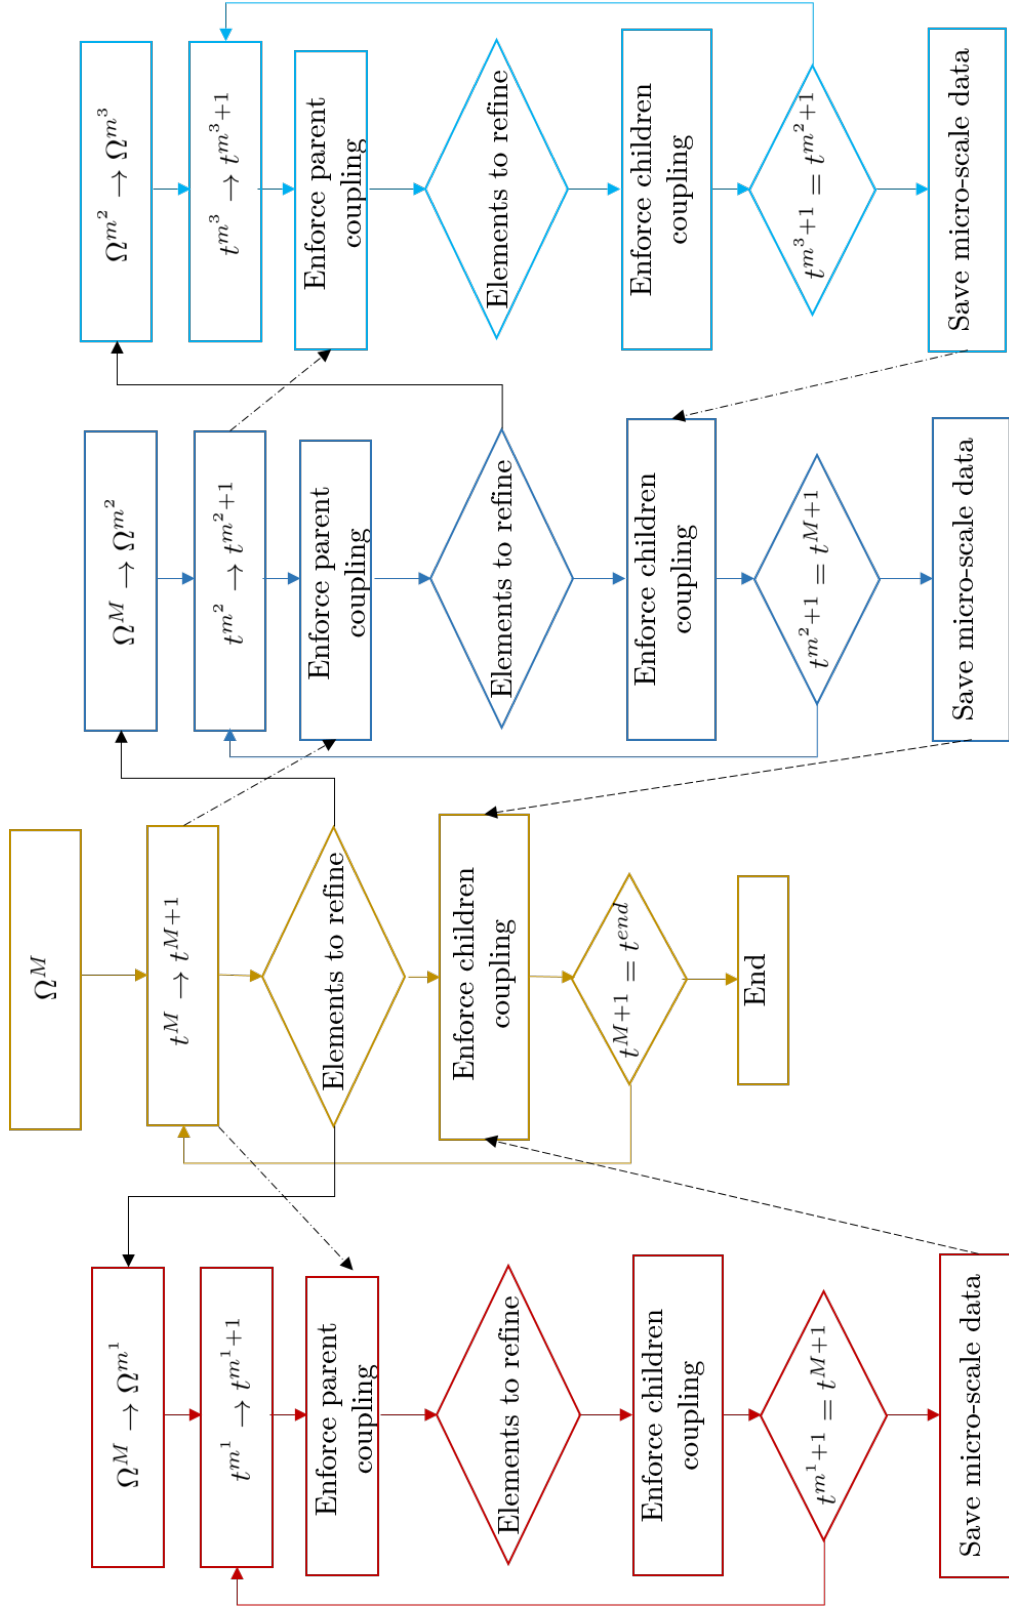 Ω^M → Ω^{m^1}
t^{m^1} → t^{m^1+1}
Enforce parent
coupling
Elements to refine
Enforce children
coupling
t^{m^1+1} = t^{M+1}
Save micro-scale data
Ω^M
t^M → t^{M+1}
Elements to refine
Enforce children
coupling
t^{M+1} = t^{end}
End
Ω^M → Ω^{m^2}
t^{m^2} → t^{m^2+1}
Enforce parent
coupling
Elements to refine
Enforce children
coupling
t^{m^2+1} = t^{M+1}
Save micro-scale data
Ω^{m^2} → Ω^{m^3}
t^{m^3} → t^{m^3+1}
Enforce parent
coupling
Elements to refine
Enforce children
coupling
t^{m^3+1} = t^{m^2+1}
Save micro-scale data